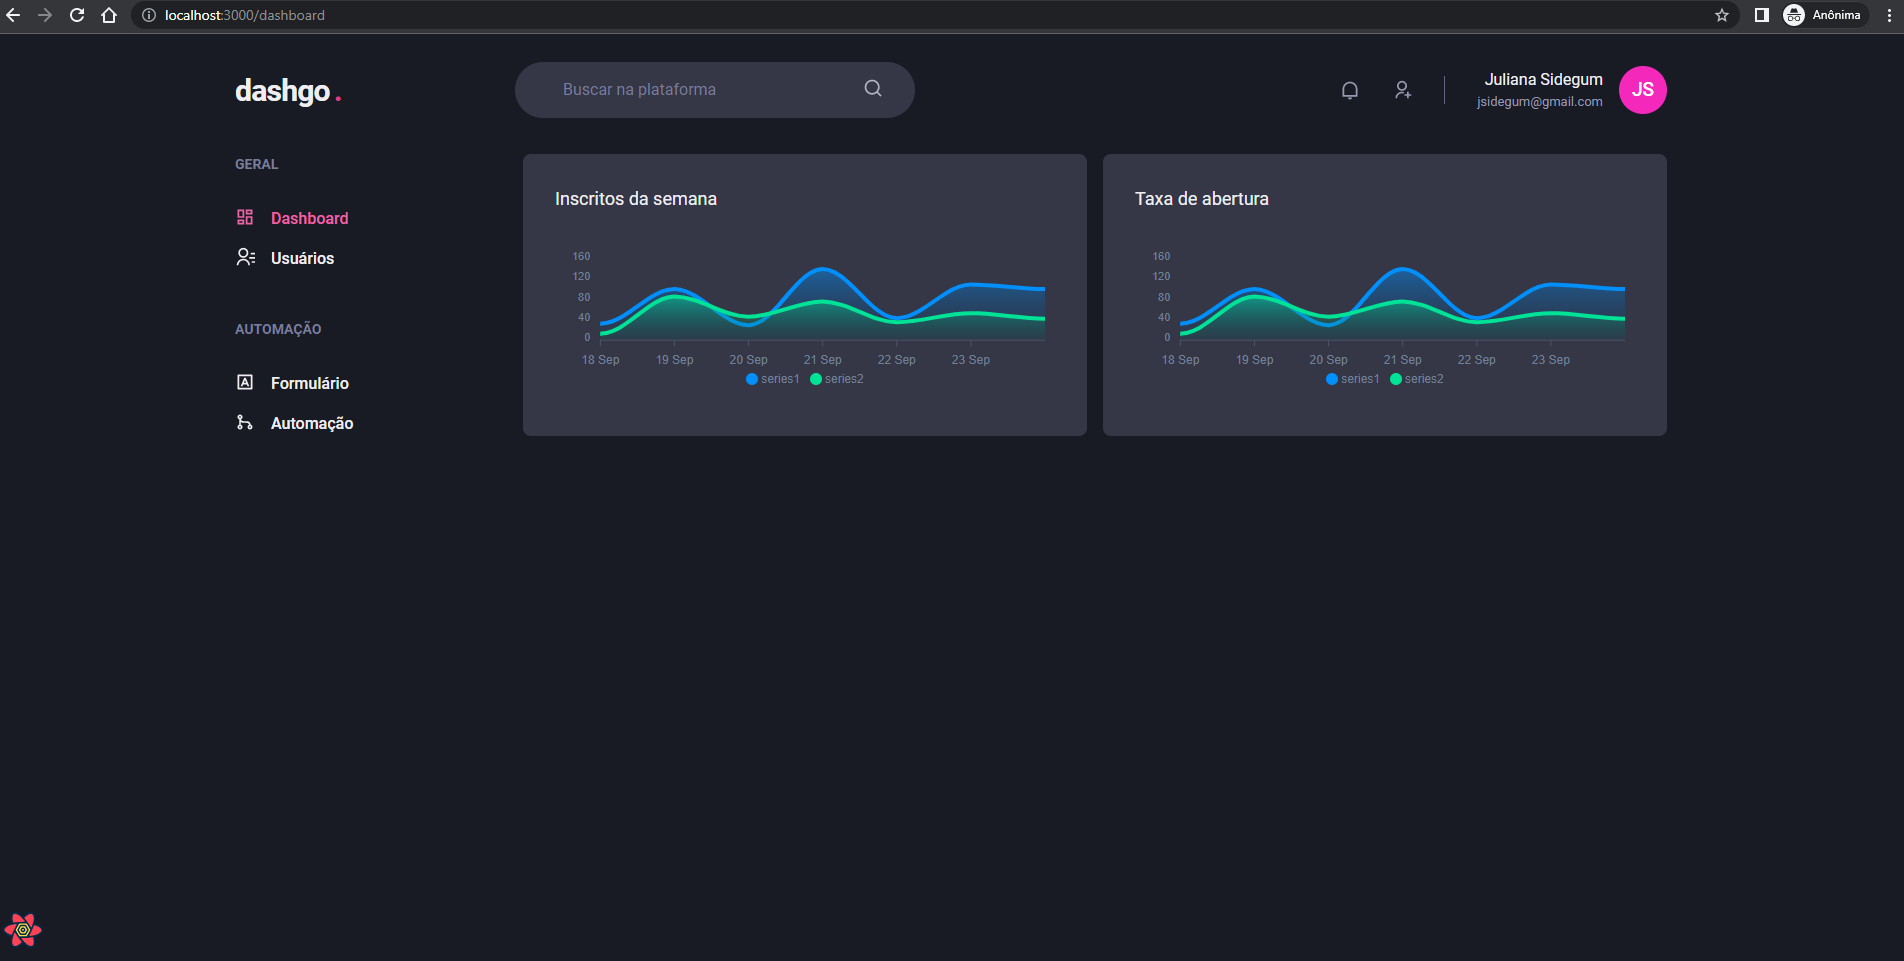 localhost:3000/dashboard
Anônima
dashgo.
Buscar na plataforma
Juliana Sidegum
jsidegum@gmail.com
JS
GERAL
Dashboard
Usuários
AUTOMAÇÃO
Formulário
Automação
Inscritos da semana
160
120
80
40
0
18 Sep 19 Sep 20 Sep 21 Sep 22 Sep 23 Sep
series1 series2
Taxa de abertura
160
120
80
40
0
18 Sep 19 Sep 20 Sep 21 Sep 22 Sep 23 Sep
series1 series2